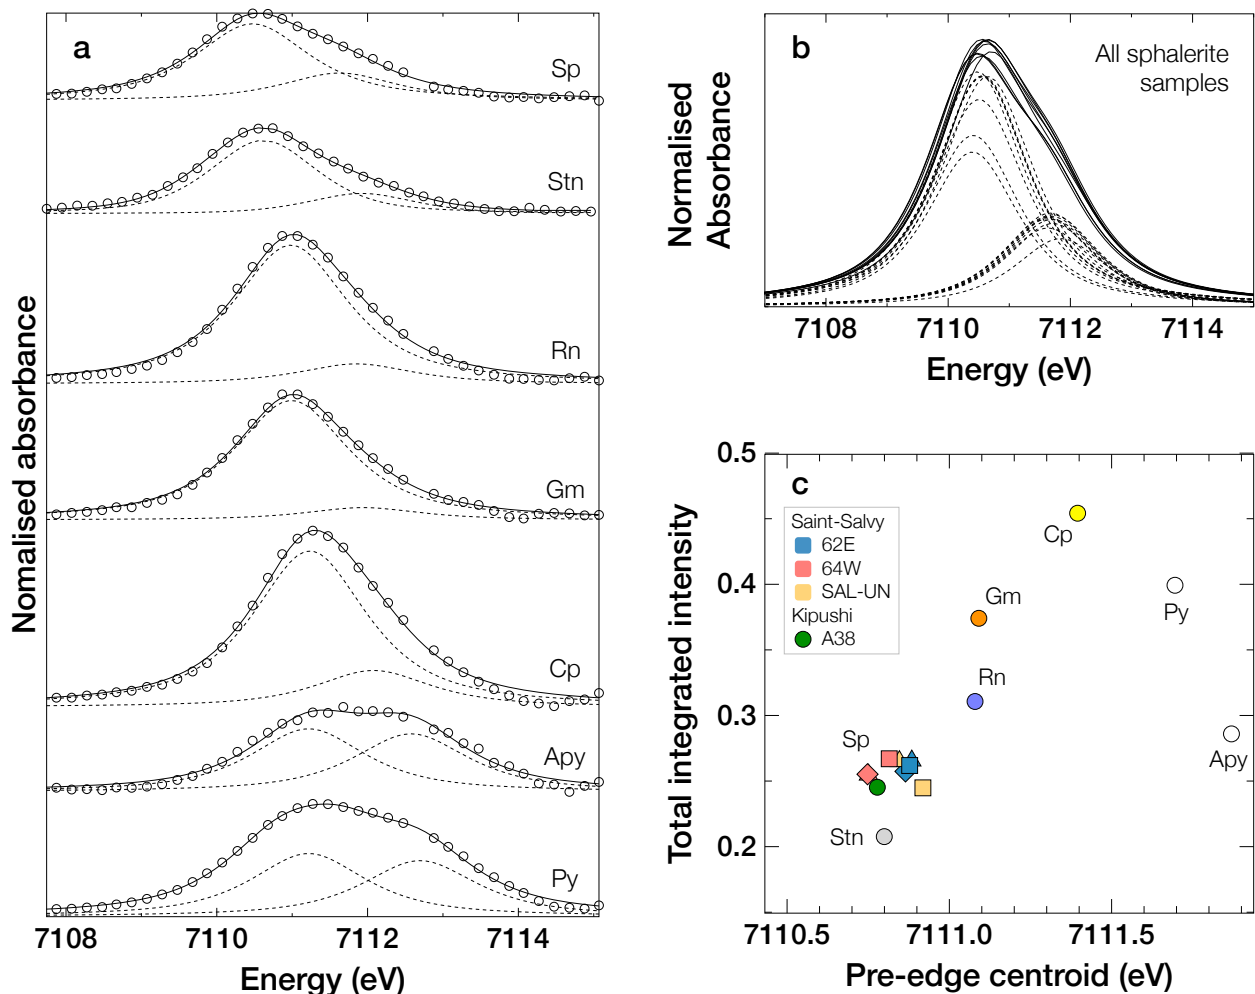 a
Sp
Stn
Rn
Gm
Cp
Apy
Py
Nomalised absorbance
7108
7110
7112
7114
Energy (eV)
b
All sphalerite
samples
Normalised
Absorbance
7108
7110
7112
7114
Energy (eV)
c
0.5
0.4
0.3
0.2
Total integrated intensity
Saint-Salvy
62E
64W
SAL-UN
Kipushi
A38
Cp
Gm
Py
Rn
Sp
Apy
Stn
7110.5
7111.0
7111.5
Pre-edge centroid (eV)